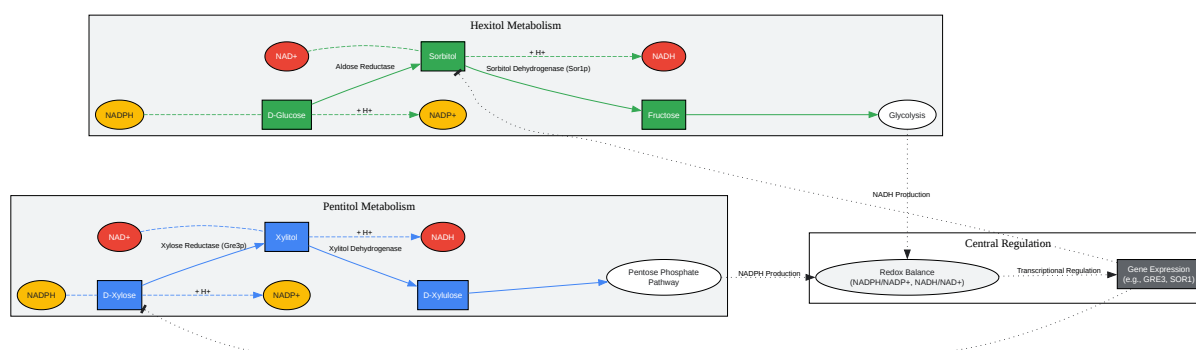 Hexitol Metabolism
NAD+
Sorbitol
+ H+
NADH
Aldose Reductase
Sorbitol Dehydrogenase (Sor1p)
NADPH
D-Glucose
+ H+
NADP+
Fructose
Glycolysis
NADH Production
Pentitol Metabolism
NAD+
Xylitol
+ H+
NADH
Xylose Reductase (Gre3p)
Xylitol Dehydrogenase
NADPH
D-Xylose
+ H+
NADP+
D-Xylulose
Pentose Phosphate
Pathway
NADPH Production
Central Regulation
Redox Balance
(NADPH/NADP+, NADH/NAD+)
Transcriptional Regulation
Gene Expression
(e.g., GRE3, SOR1)